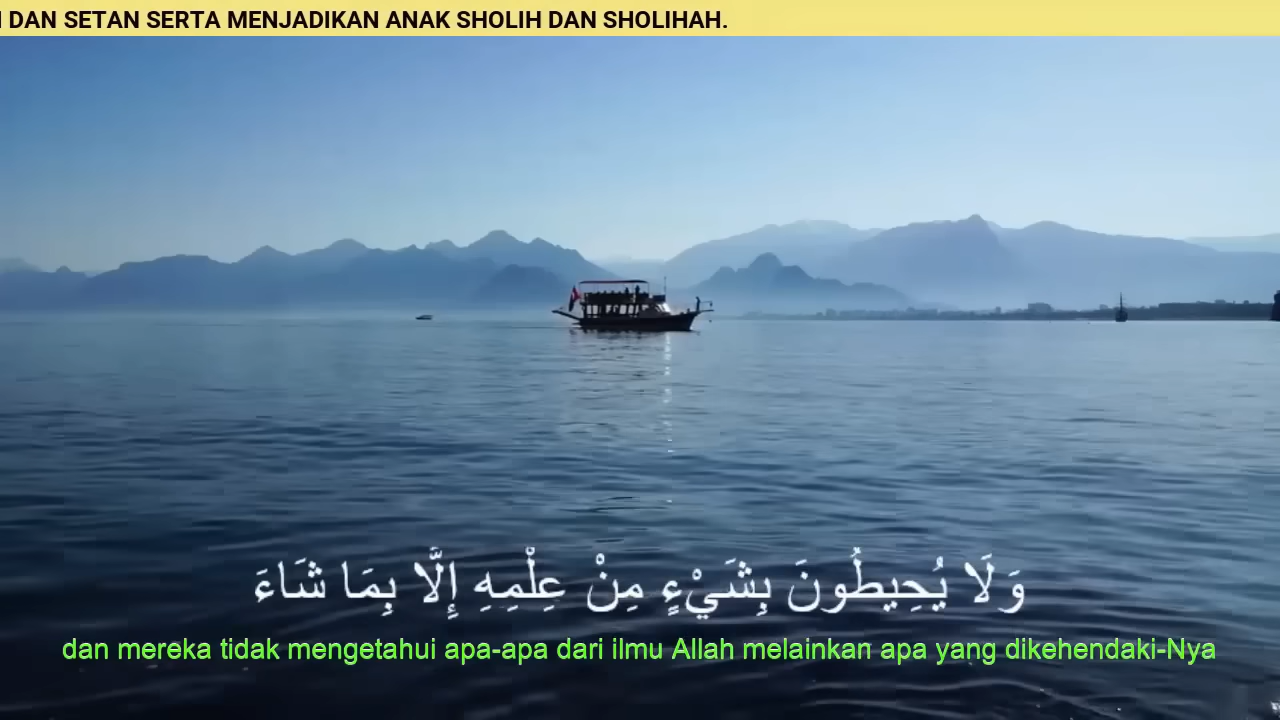 DAN SETAN SERTA MENJADIKAN ANAK SHOLIH DAN SHOLIHAH.
وَلَا يُحِيطُونَ بِشَيْءٍ مِنْ عِلْمِهِ إِلَّا بِمَا شَاءَ
dan mereka tidak mengetahui apa-apa dari ilmu Allah melainkan apa yang dikehendaki-Nya